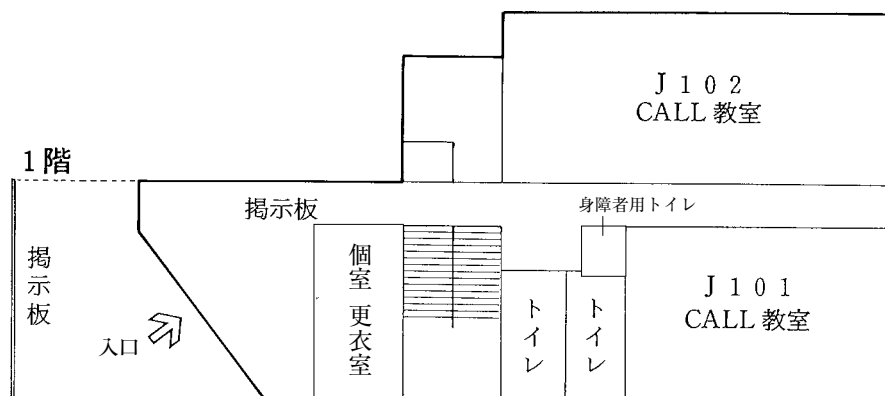 J102
CALL 教室
1階
掲示板
身障者用トイレ
掲示板
個室 更衣室
トイレ
トイレ
J101
CALL 教室
入口